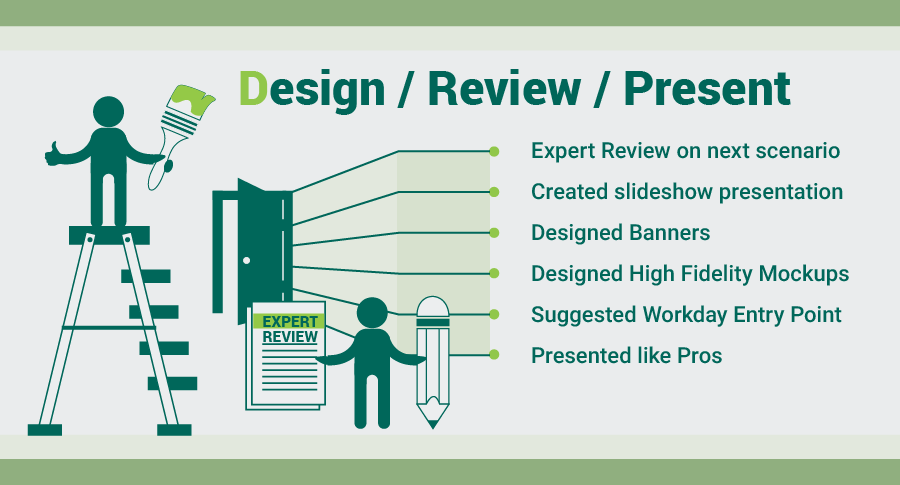 Design / Review / Present
Expert Review on next scenario
Created slideshow presentation
Designed Banners
Designed High Fidelity Mockups
Suggested Workday Entry Point
Presented like Pros
EXPERT
REVIEW